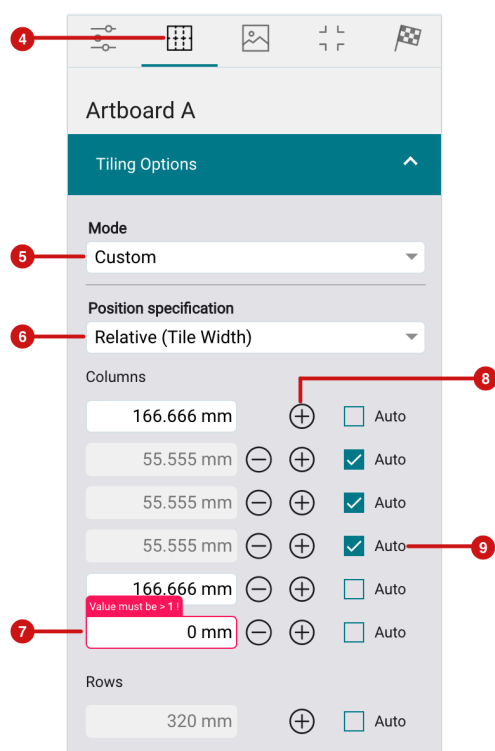 4
Artboard A
Tiling Options
Mode
5 Custom
Position specification
6 Relative (Tile Width)
Columns
8
166.666 mm Auto
55.555 mm Auto
55.555 mm Auto
55.555 mm Auto 9
166.666 mm Auto
Value must be > 1 !
7 0 mm Auto
Rows
320 mm Auto